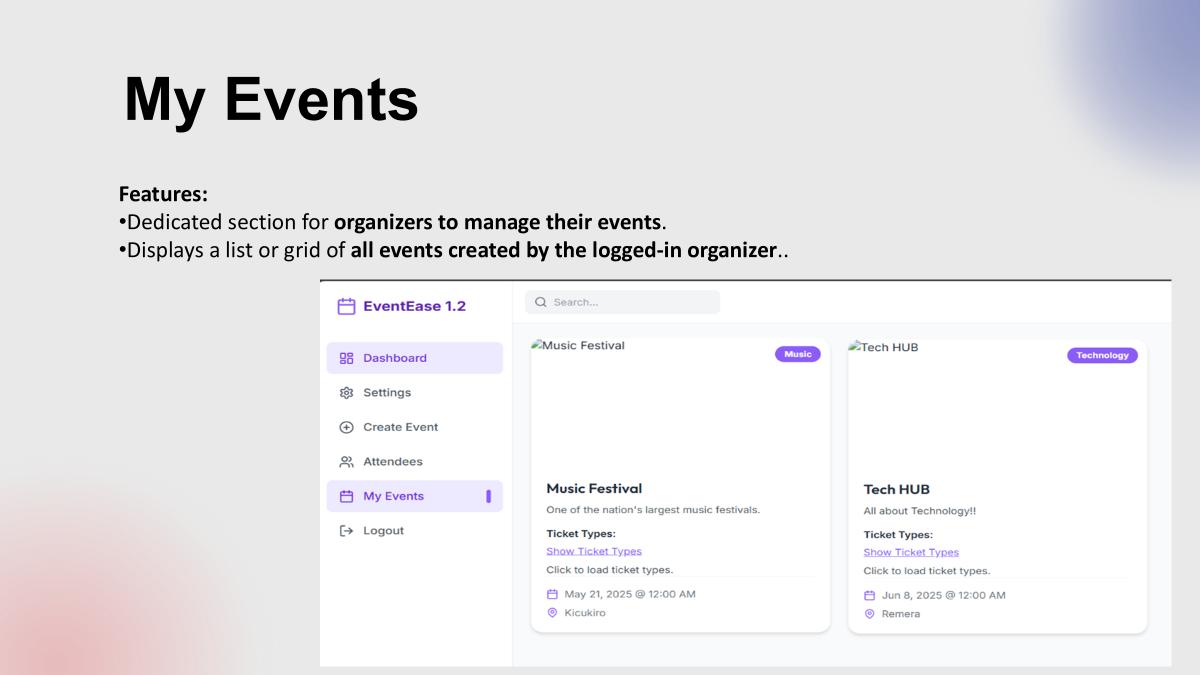 My Events
Features:
•Dedicated section for organizers to manage their events.
•Displays a list or grid of all events created by the logged-in organizer..
EventEase 1.2
Search...
Dashboard
Settings
Create Event
Attendees
My Events
Logout
Music Festival
Music
Music Festival
One of the nation's largest music festivals.
Ticket Types:
Show Ticket Types
Click to load ticket types.
May 21, 2025 @ 12:00 AM
Kicukiro
Tech HUB
Technology
Tech HUB
All about Technology!!
Ticket Types:
Show Ticket Types
Click to load ticket types.
Jun 8, 2025 @ 12:00 AM
Remera